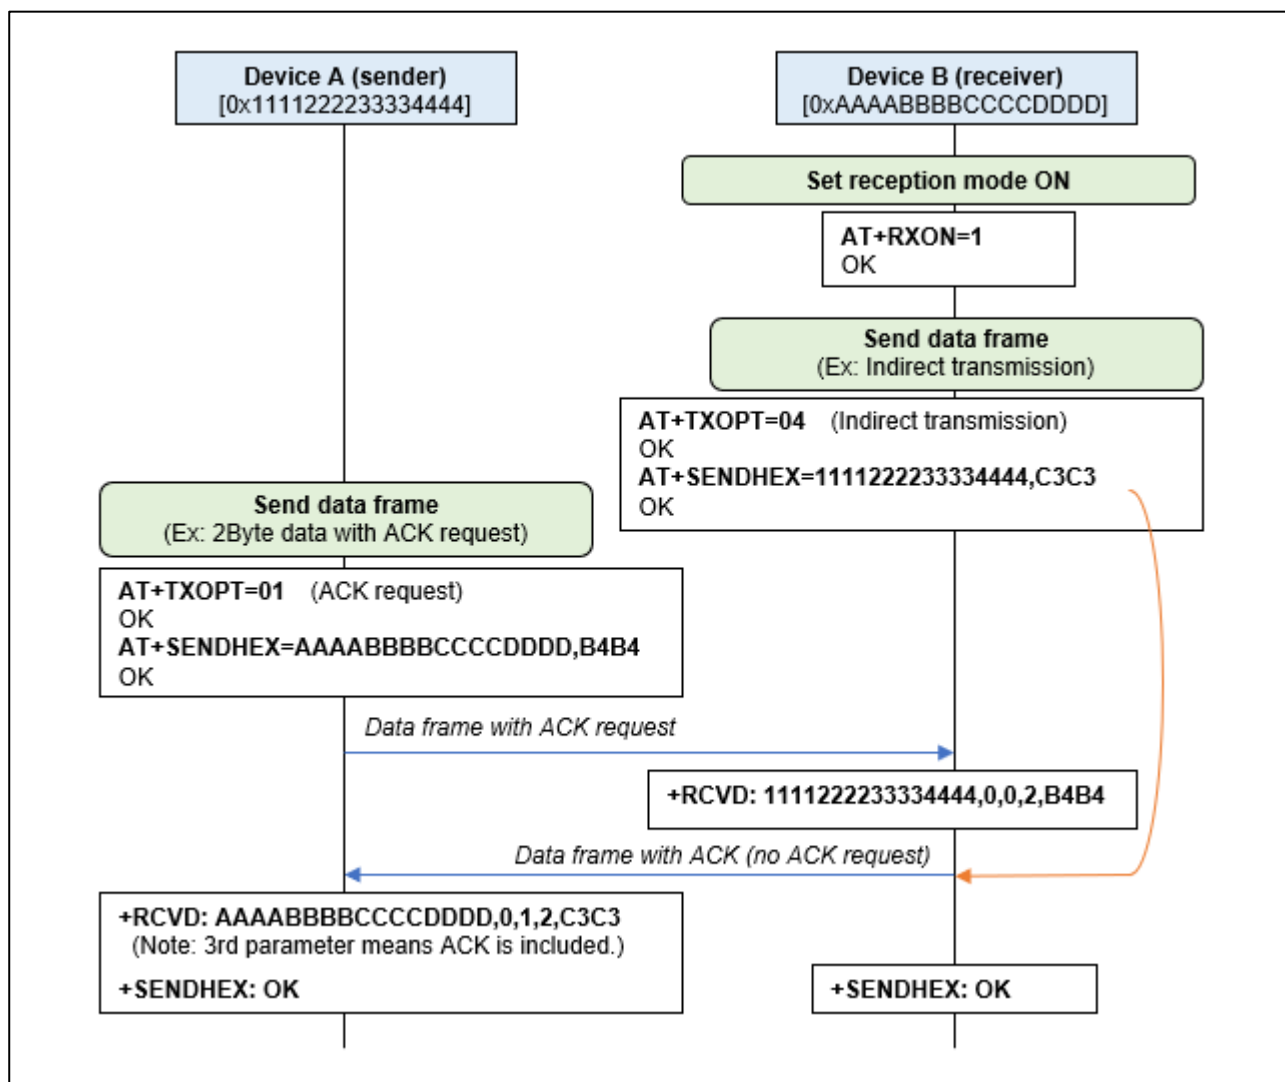 Device A (sender)
[0x1111222233334444]
Device B (receiver)
[0xAAAABBBBCCCCDDDD]
Set reception mode ON
AT+RXON=1
OK
Send data frame
(Ex: Indirect transmission)
AT+TXOPT=04 (Indirect transmission)
OK
AT+SENDHEX=1111222233334444,C3C3
OK
Send data frame
(Ex: 2Byte data with ACK request)
AT+TXOPT=01 (ACK request)
OK
AT+SENDHEX=AAAABBBBCCCCDDDD,B4B4
OK
Data frame with ACK request
+RCVD: 1111222233334444,0,0,2,B4B4
Data frame with ACK (no ACK request)
+RCVD: AAAABBBBCCCCDDDD,0,1,2,C3C3
(Note: 3rd parameter means ACK is included.)
+SENDHEX: OK
+SENDHEX: OK